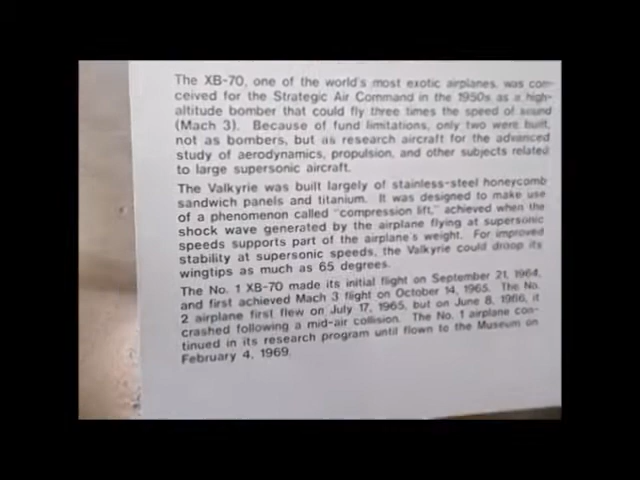 The XB-70, one of the world's most exotic airplanes, was con-
ceived for the Strategic Air Command in the 1950s as a high-
altitude bomber that could fly three times the speed of sound
(Mach 3). Because of fund limitations, only two were built,
not as bombers, but as research aircraft for the advanced
study of aerodynamics, propulsion, and other subjects related
to large supersonic aircraft.
The Valkyrie was built largely of stainless-steel honeycomb
sandwich panels and titanium. It was designed to make use
of a phenomenon called "compression lift," achieved when the
shock wave generated by the airplane flying at supersonic
speeds supports part of the airplane's weight. For improved
stability at supersonic speeds, the Valkyrie could droop its
wingtips as much as 65 degrees.
The No. 1 XB-70 made its initial flight on September 21, 1964,
and first achieved Mach 3 flight on October 14, 1965. The No.
2 airplane first flew on July 17, 1965, but on June 8, 1966, it
crashed following a mid-air collision. The No. 1 airplane con-
tinued in its research program until flown to the Museum on
February 4, 1969.